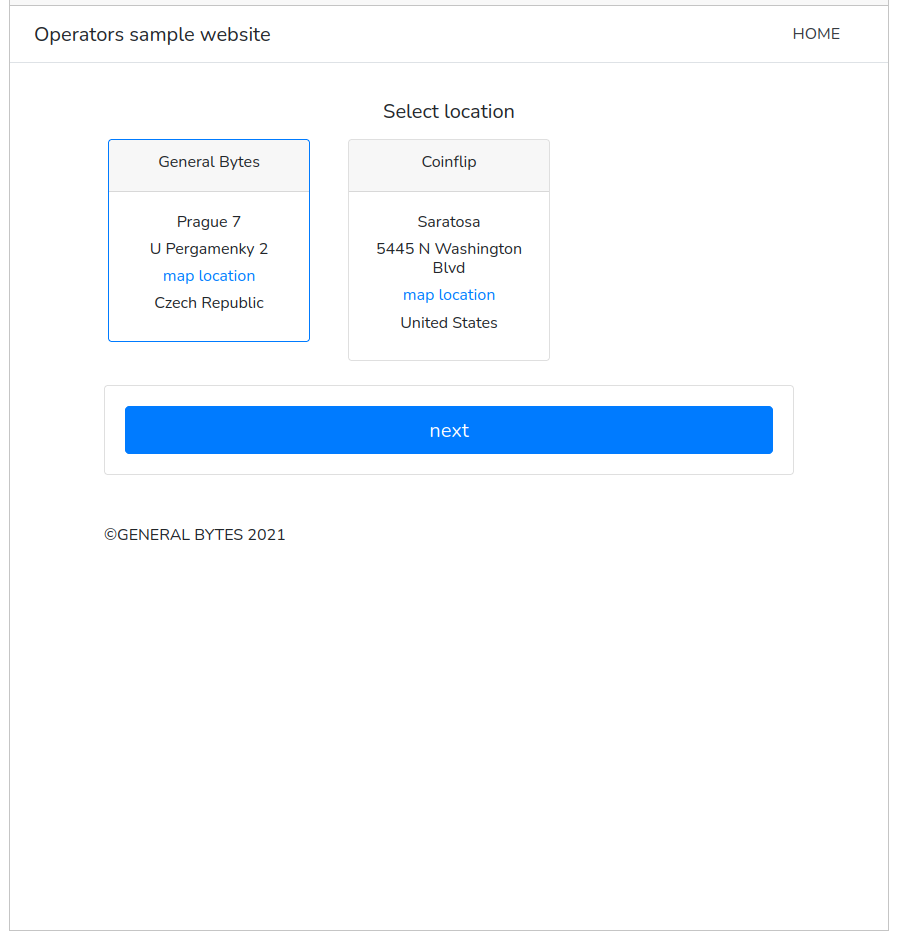 Operators sample website
HOME
Select location
General Bytes
Prague 7
U Pergamenky 2
map location
Czech Republic
Coinflip
Saratosa
5445 N Washington
Blvd
map location
United States
next
©GENERAL BYTES 2021